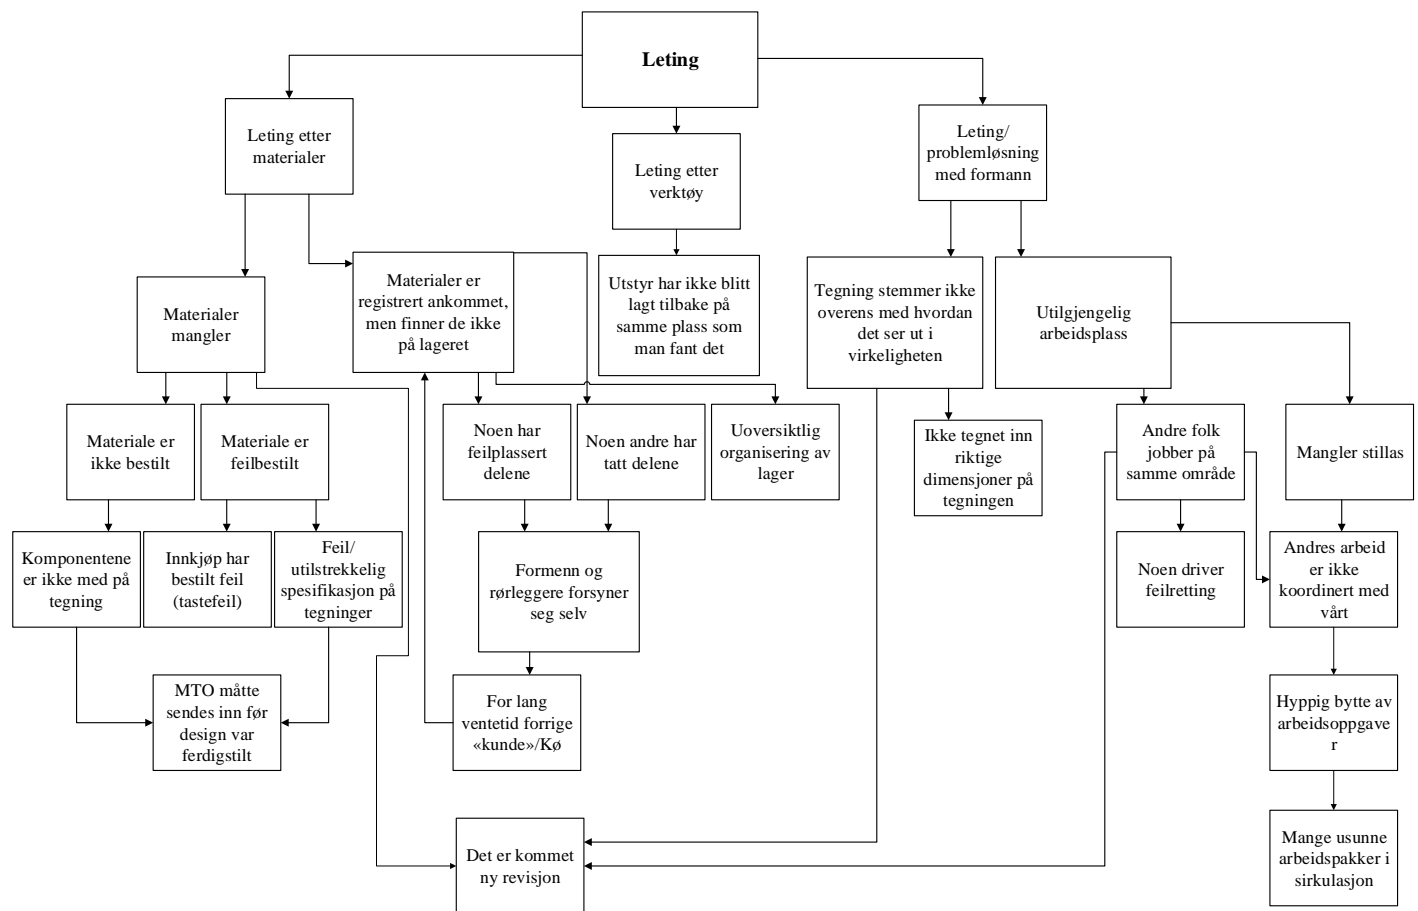 Leting
Leting etter
materialer
Leting etter
verktøy
Leting/
problemløsning
med formann
Materialer
mangler
Materialer er
registrert ankommet,
men finner de ikke
på lageret
Utstyr har ikke blitt
lagt tilbake på
samme plass som
man fant det
Tegning stemmer ikke
overens med hvordan
det ser ut i
virkeligheten
Utilgjengelig
arbeidsplass
Materiale er
ikke bestilt
Materiale er
feilbestilt
Noen har
feilplassert
delene
Noen andre har
tatt delene
Uoversiktlig
organisering av
lager
Ikke tegnet inn
riktige
dimensjoner på
tegningen
Andre folk
jobber på
samme område
Mangler stillas
Komponentene
er ikke med på
tegning
Innkjøp har
bestilt feil
(tastefeil)
Feil/
utilstrekkelig
spesifikasjon på
tegninger
Formenn og
rørleggere forsyner
seg selv
Noen driver
feilretting
Andres arbeid
er ikke
koordinert med
vårt
MTO måtte
sendes inn før
design var
ferdigstilt
For lang
ventetid forrige
«kunde»/Kø
Hyppig bytte av
arbeidsoppgave
r
Det er kommet
ny revisjon
Mange usunne
arbeidspakker i
sirkulasjon